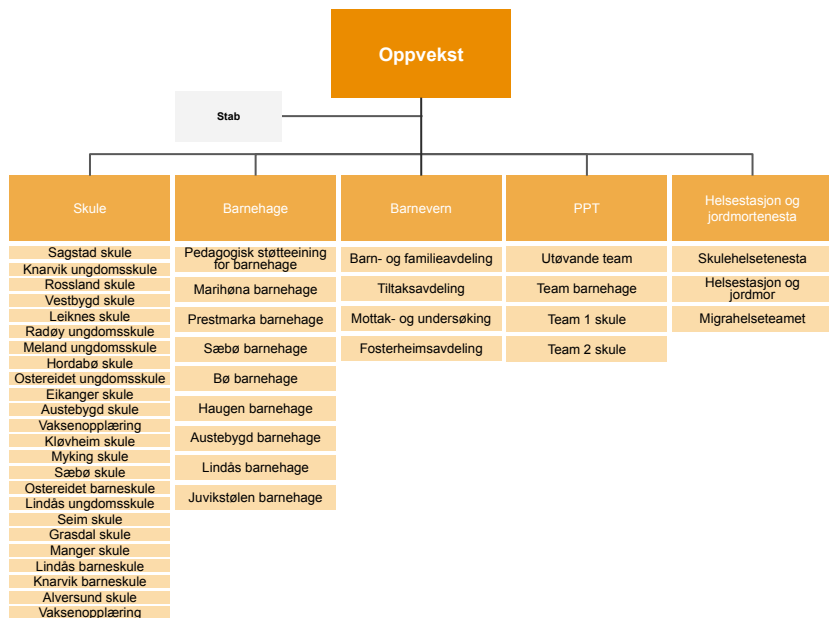 Oppvekst
Stab
Skule
Sagstad skule
Knarvik ungdomsskule
Rossland skule
Vestbygd skule
Leiknes skule
Radøy ungdomsskule
Meland ungdomsskule
Hordabø skule
Ostereidet ungdomsskule
Eikanger skule
Austebygd skule
Vaksenopplæring
Kløvheim skule
Myking skule
Sæbø skule
Ostereidet barneskule
Lindås ungdomsskule
Seim skule
Grasdal skule
Manger skule
Lindås barneskule
Knarvik barneskule
Alversund skule
Vaksenopplæring
Barnehage
Pedagogisk støtteeining
for barnehage
Marihøna barnehage
Prestmarka barnehage
Sæbø barnehage
Bø barnehage
Haugen barnehage
Austebygd barnehage
Lindås barnehage
Juvikstølen barnehage
Barnevern
Barn- og familieavdeling
Tiltaksavdeling
Mottak- og undersøking
Fosterheimsavdeling
PPT
Utøvande team
Team barnehage
Team 1 skule
Team 2 skule
Helsestasjon og
jordmortenesta
Skulehelsetenesta
Helsestasjon og
jordmor
Migrahelseteamet